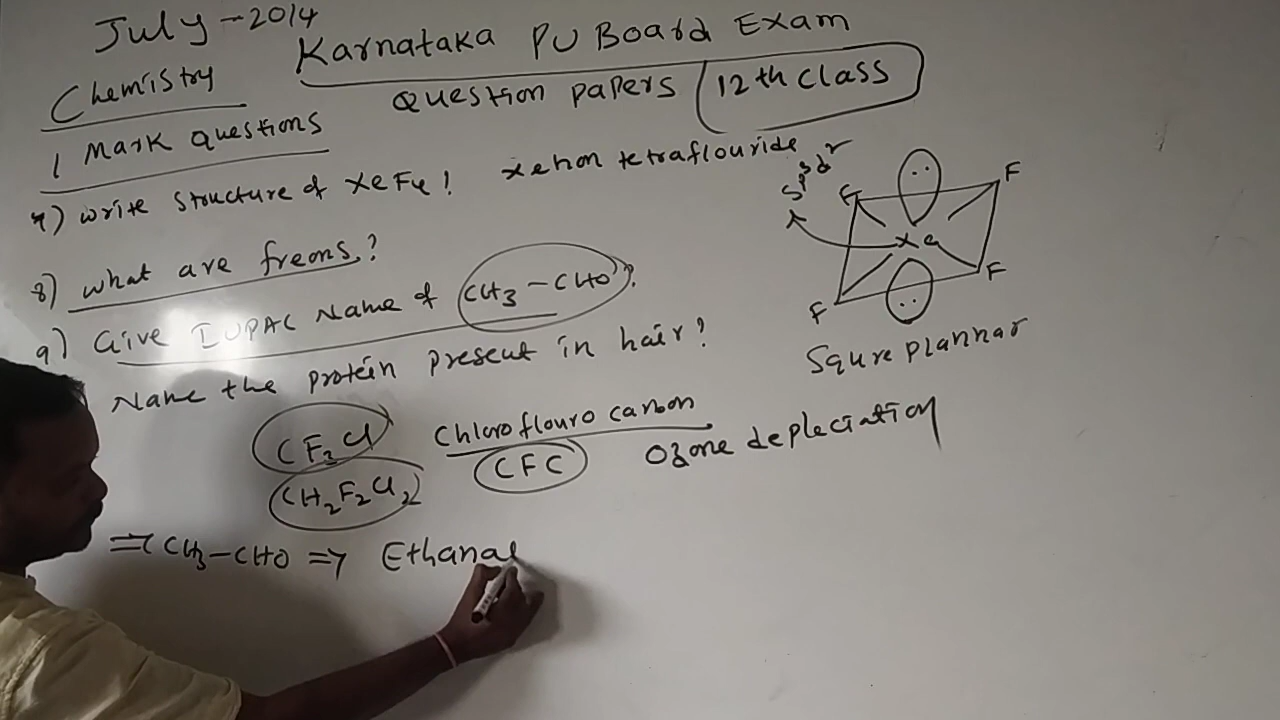 July - 2014
Karnataka PU Board Exam
Question papers 12th class
Chemistry
1 Mark questions
7) write structure of XeF4! xenon tetraflouride
sp3d2
F F
Xe
F F
Squre plannar
8) what are freons?
9) Give IUPAC Name of CH3-CHO?
Name the protein present in hair?
CF3Cl Chloroflouro carbon
CH2F2Cl2 CFC Ozone depleciation
⇒ CH3-CHO ⇒ Ethanal